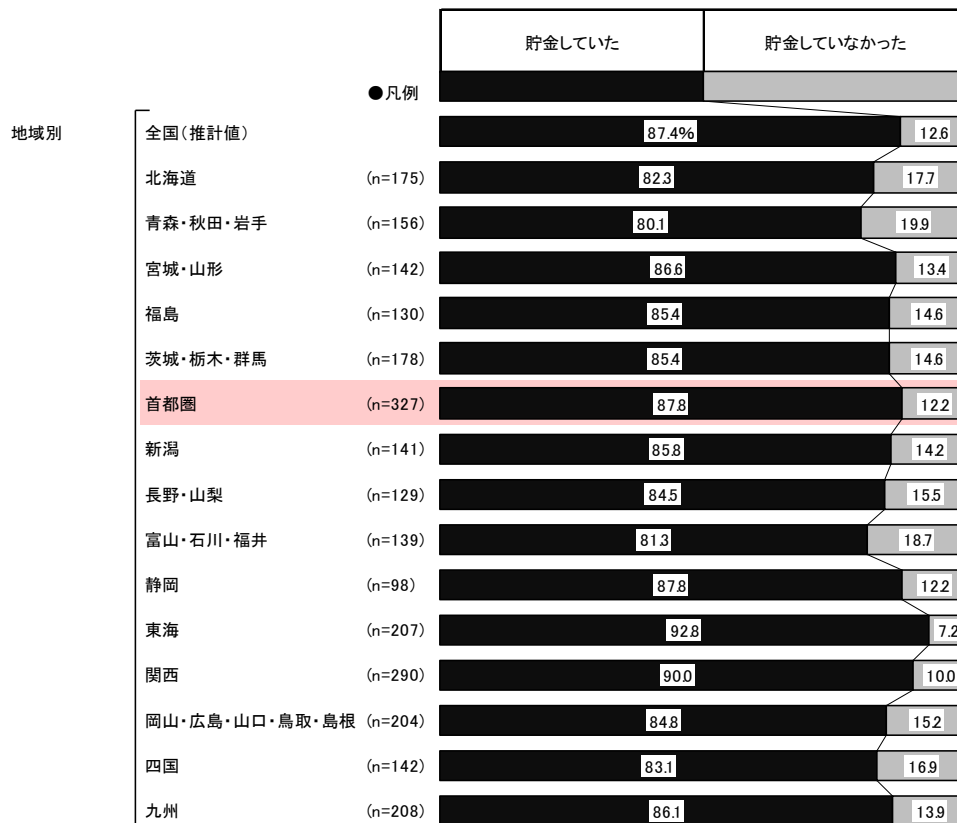 貯金していた 貯金していなかった
●凡例
地域別 全国(推計値) 87.4% 12.6
北海道 (n=175) 82.3 17.7
青森・秋田・岩手 (n=156) 80.1 19.9
宮城・山形 (n=142) 86.6 13.4
福島 (n=130) 85.4 14.6
茨城・栃木・群馬 (n=178) 85.4 14.6
首都圏 (n=327) 87.8 12.2
新潟 (n=141) 85.8 14.2
長野・山梨 (n=129) 84.5 15.5
富山・石川・福井 (n=139) 81.3 18.7
静岡 (n=98) 87.8 12.2
東海 (n=207) 92.8 7.2
関西 (n=290) 90.0 10.0
岡山・広島・山口・鳥取・島根 (n=204) 84.8 15.2
四国 (n=142) 83.1 16.9
九州 (n=208) 86.1 13.9